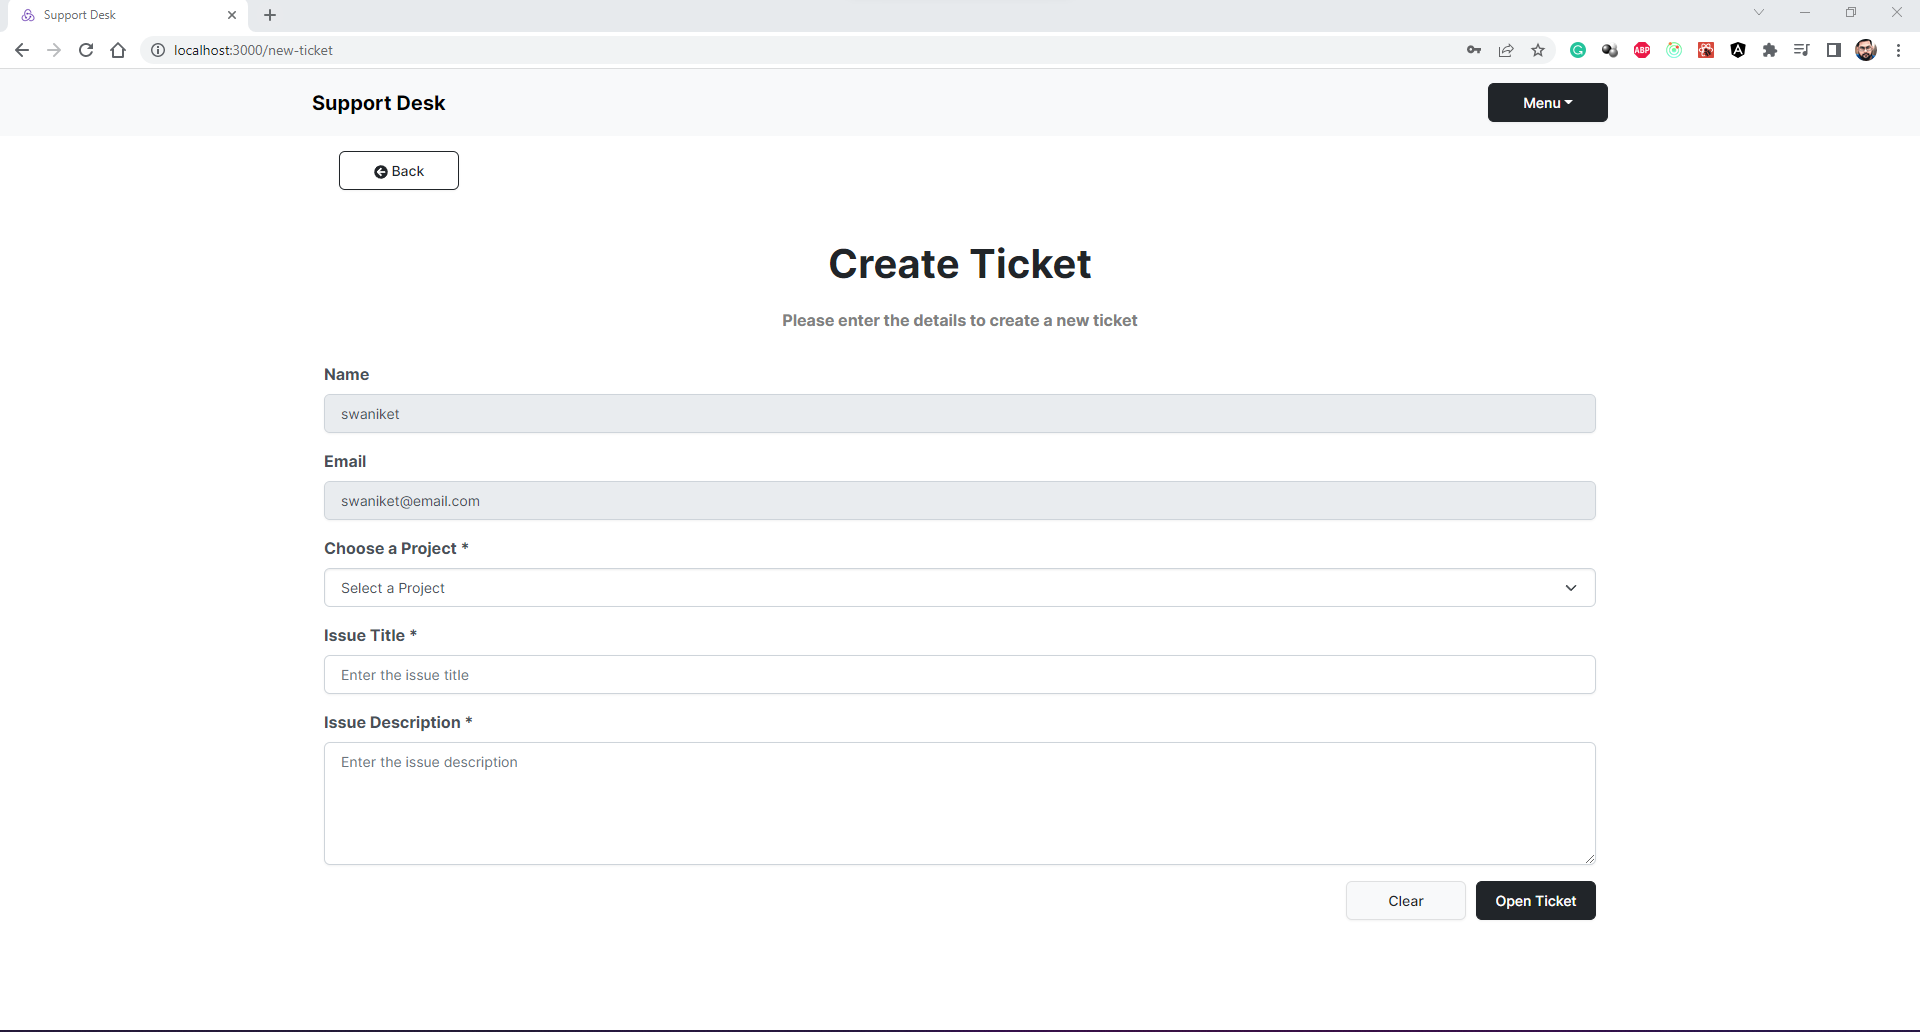 Support Desk
localhost:3000/new-ticket
ABP
Support Desk
Menu
Back
Create Ticket
Please enter the details to create a new ticket
Name
swaniket
Email
swaniket@email.com
Choose a Project *
Select a Project
Issue Title *
Enter the issue title
Issue Description *
Enter the issue description
Clear
Open Ticket